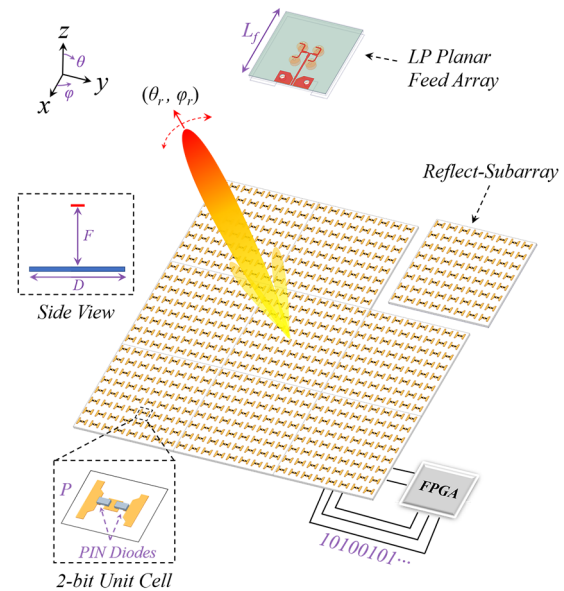 L_f
LP Planar
Feed Array
z
θ
y
x
φ
(θ_r, φ_r)
Reflect-Subarray
F
D
Side View
P
PIN Diodes
2-bit Unit Cell
FPGA
10100101···